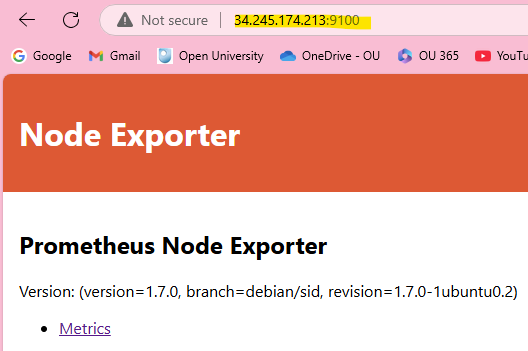 Not secure 34.245.174.213:9100
Google Gmail Open University OneDrive - OU OU 365 YouTu
Node Exporter
Prometheus Node Exporter
Version: (version=1.7.0, branch=debian/sid, revision=1.7.0-1ubuntu0.2)
Metrics